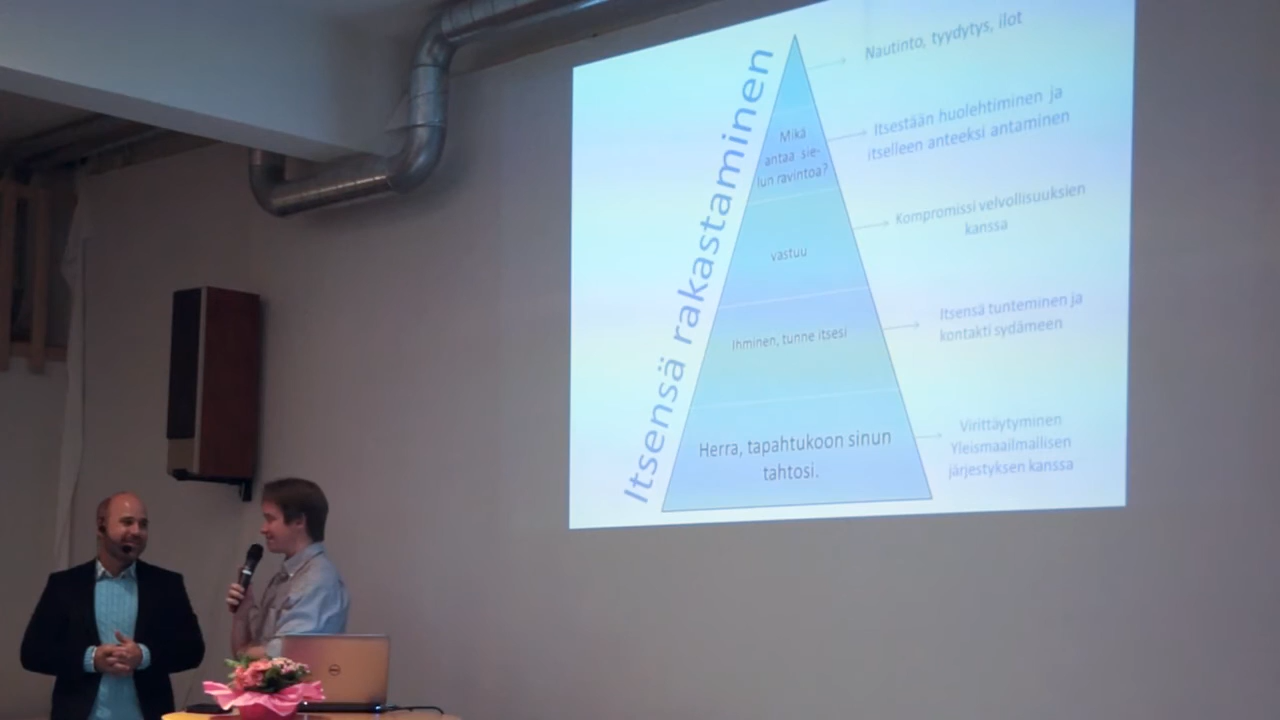 Itsensä rakastaminen
Nautinto, tyydytys, ilot
Mikä
antaa sie-
lun ravintoa?
Itsestään huolehtiminen ja
itselleen anteeksi antaminen
vastuu
Kompromissi velvollisuuksien
kanssa
Ihminen, tunne itsesi
Itsensä tunteminen ja
kontakti sydämeen
Herra, tapahtukoon sinun
tahtosi.
Virittäytyminen
Yleismaailmallisen
järjestyksen kanssa
DELL